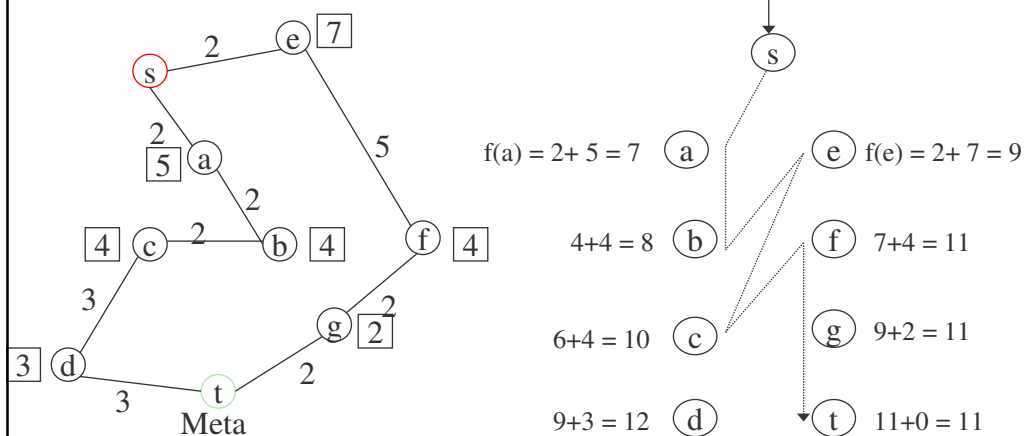 e 7
2
s
s
2
a
5
5
f(a) = 2+ 5 = 7 a
e f(e) = 2+ 7 = 9
2
4 c 2 b 4
f 4
4+4 = 8 b
f 7+4 = 11
3
2
g
2
6+4 = 10 c
g 9+2 = 11
3 d
2
3
t
Meta
9+3 = 12 d
t 11+0 = 11